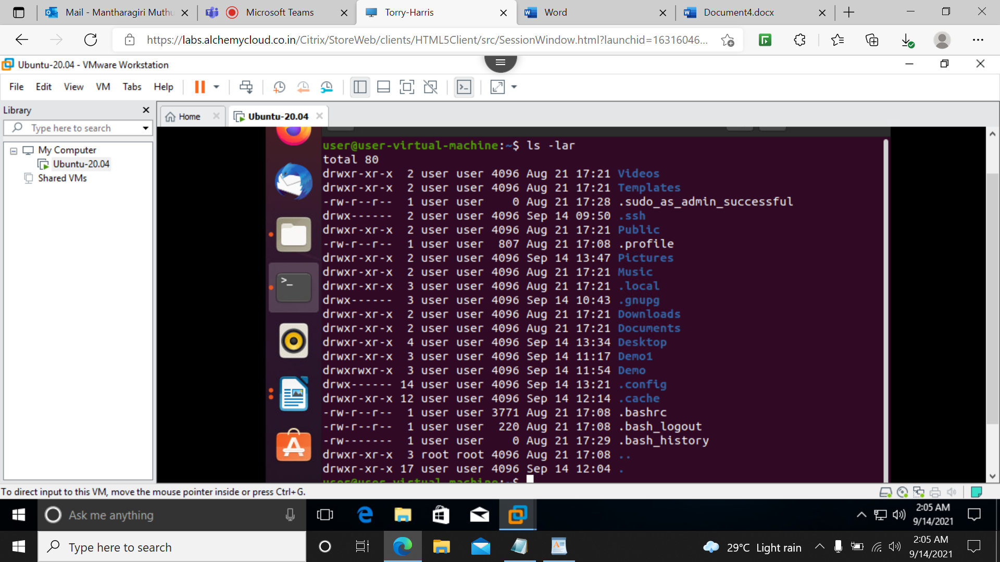 Mail - Mantharagiri Muthu
Microsoft Teams
Torry-Harris
Word
Document4.docx
https://labs.alchemycloud.co.in/Citrix/StoreWeb/clients/HTML5Client/src/SessionWindow.html?launchid=16316046...
Ubuntu-20.04 - VMware Workstation
File Edit View VM Tabs Help
Library
Type here to search
My Computer
Ubuntu-20.04
Shared VMs
Home
Ubuntu-20.04
user@user-virtual-machine:~$ ls -lar
total 80
drwxr-xr-x  2 user user 4096 Aug 21 17:21 Videos
drwxr-xr-x  2 user user 4096 Aug 21 17:21 Templates
-rw-r--r--  1 user user    0 Aug 21 17:28 .sudo_as_admin_successful
drwx------  2 user user 4096 Sep 14 09:50 .ssh
drwxr-xr-x  2 user user 4096 Aug 21 17:21 Public
-rw-r--r--  1 user user  807 Aug 21 17:08 .profile
drwxr-xr-x  2 user user 4096 Sep 14 13:47 Pictures
drwxr-xr-x  2 user user 4096 Aug 21 17:21 Music
drwxr-xr-x  3 user user 4096 Aug 21 17:21 .local
drwx------  3 user user 4096 Sep 14 10:43 .gnupg
drwxr-xr-x  2 user user 4096 Aug 21 17:21 Downloads
drwxr-xr-x  2 user user 4096 Aug 21 17:21 Documents
drwxr-xr-x  4 user user 4096 Sep 14 13:34 Desktop
drwxr-xr-x  3 user user 4096 Sep 14 11:17 Demo1
drwxrwxr-x  3 user user 4096 Sep 14 11:54 Demo
drwx------ 14 user user 4096 Sep 14 13:21 .config
drwxr-xr-x 12 user user 4096 Sep 14 12:14 .cache
-rw-r--r--  1 user user 3771 Aug 21 17:08 .bashrc
-rw-r--r--  1 user user  220 Aug 21 17:08 .bash_logout
-rw-------  1 user user    0 Aug 21 17:29 .bash_history
drwxr-xr-x  3 root root 4096 Aug 21 17:08 ..
drwxr-xr-x 17 user user 4096 Sep 14 12:04 .
user@user-virtual-machine:~$
To direct input to this VM, move the mouse pointer inside or press Ctrl+G.
Ask me anything
2:05 AM
9/14/2021
Type here to search
29°C Light rain
2:05 AM
9/14/2021